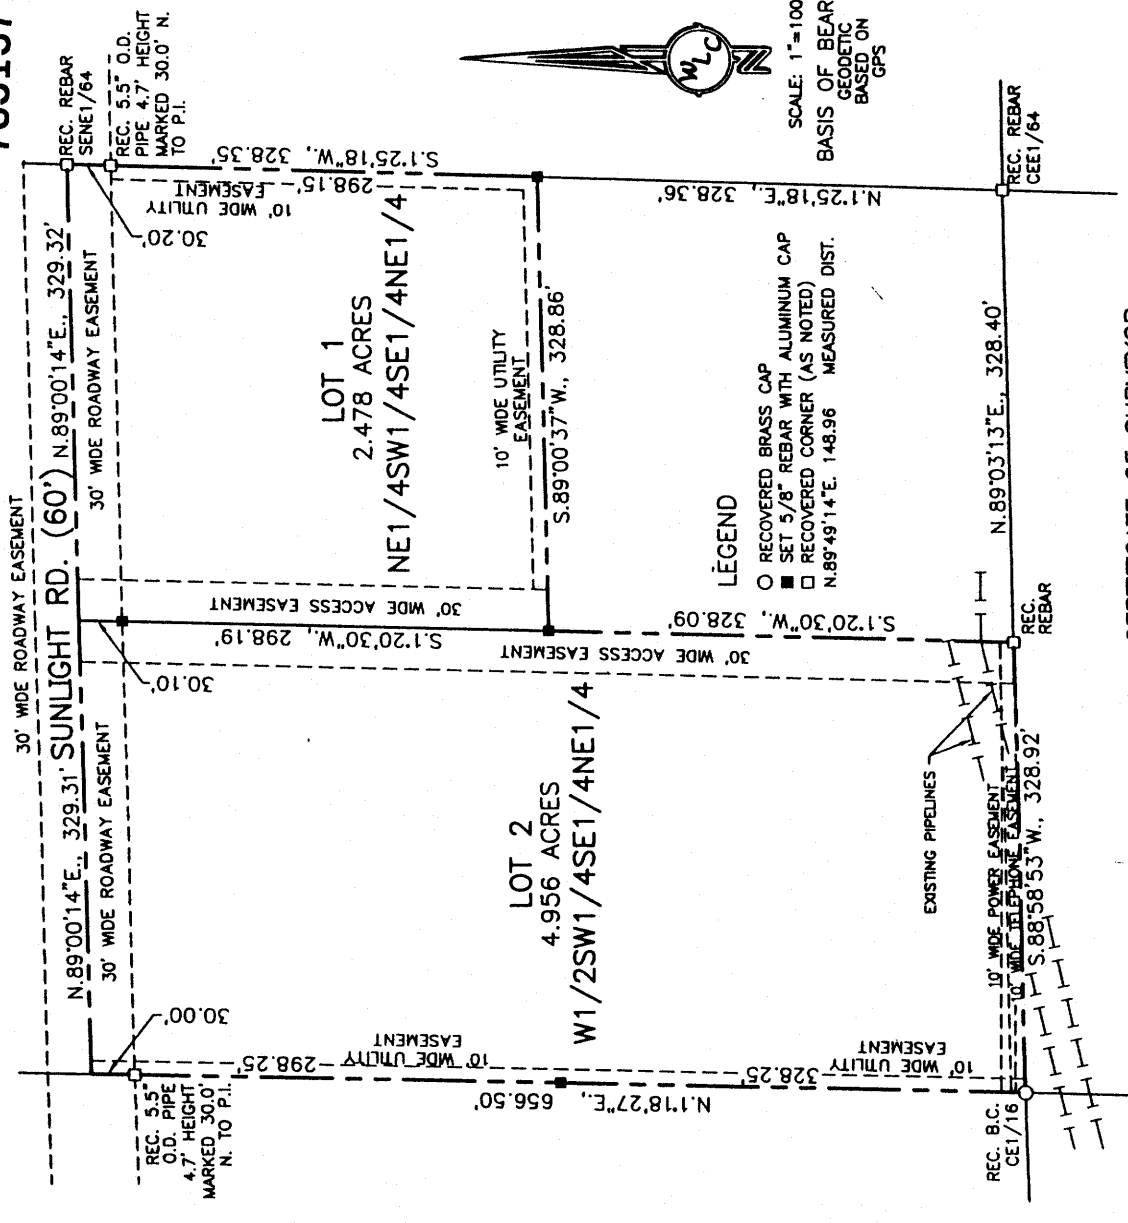 REC. REBAR
SENE1/64
REC. 5.5" O.D.
PIPE 4.7' HEIGHT
MARKED 30.0' N.
TO P.I.
30' WIDE ROADWAY EASEMENT
SUNLIGHT RD. (60')
N.89°00'14"E., 329.32'
30' WIDE ROADWAY EASEMENT
N.89°00'14"E., 329.31'
30' WIDE ROADWAY EASEMENT
30.20'
30.10'
30.00'
S.1°25'18"W., 328.35'
298.15'
10' WIDE UTILITY
EASEMENT
LOT 1
2.478 ACRES
NE1/4SW1/4SE1/4NE1/4
10' WIDE UTILITY
EASEMENT
S.89°00'37"W., 328.86'
30' WIDE ACCESS EASEMENT
S.1°20'30"W., 298.19'
30' WIDE ACCESS EASEMENT
S.1°20'30"W., 328.09'
N.1°25'18"E., 328.36'
REC. REBAR
CEE1/64
N.89°03'13"E., 328.40'
REC.
REBAR
LEGEND
RECOVERED BRASS CAP
SET 5/8" REBAR WITH ALUMINUM CAP
RECOVERED CORNER (AS NOTED)
N.89°49'14"E. 148.96 MEASURED DIST.
WLC
N
SCALE: 1"=100
BASIS OF BEAR
GEODETIC
BASED ON
GPS
LOT 2
4.956 ACRES
W1/2SW1/4SE1/4NE1/4
EXISTING PIPELINES
10' WIDE POWER EASEMENT
10' WIDE TELEPHONE EASEMENT
S.88°58'53"W., 328.92'
REC. 5.5"
O.D. PIPE
4.7' HEIGHT
MARKED 30.0'
N. TO P.I.
298.25'
10' WIDE UTILITY
EASEMENT
N.1°18'27"E., 656.50'
328.25'
10' WIDE UTILITY
EASEMENT
REC. B.C.
CE1/16